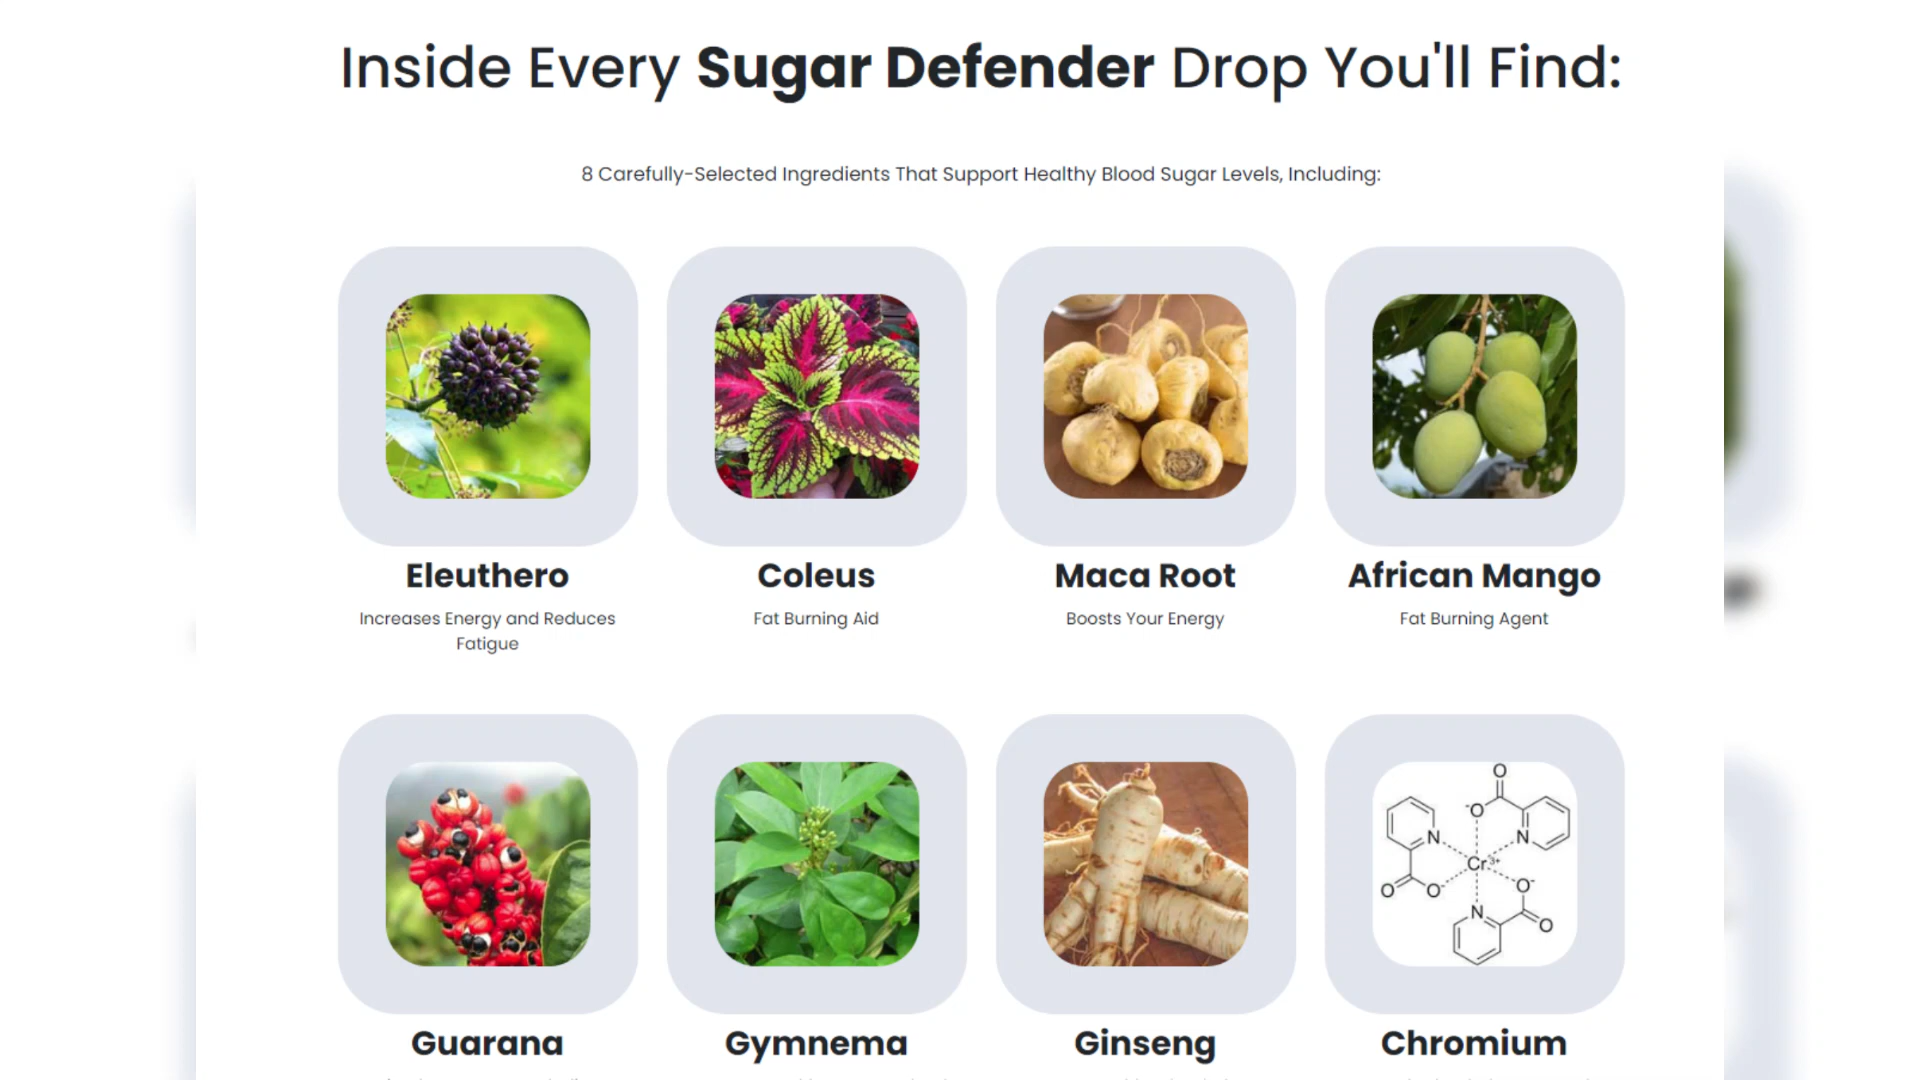 Inside Every Sugar Defender Drop You'll Find:
8 Carefully-Selected Ingredients That Support Healthy Blood Sugar Levels, Including:
Eleuthero
Increases Energy and Reduces
Fatigue
Coleus
Fat Burning Aid
Maca Root
Boosts Your Energy
African Mango
Fat Burning Agent
O
-O
N
N
Cr3+
O
O-
O-
N
O
Guarana
Gymnema
Ginseng
Chromium